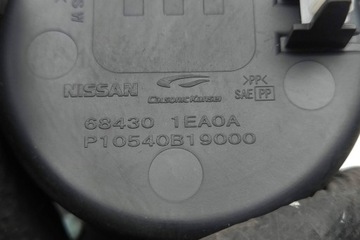 NISSAN Calsonic Kansei >PP<
SAE PP
68430 1EA0A
P10540B19000